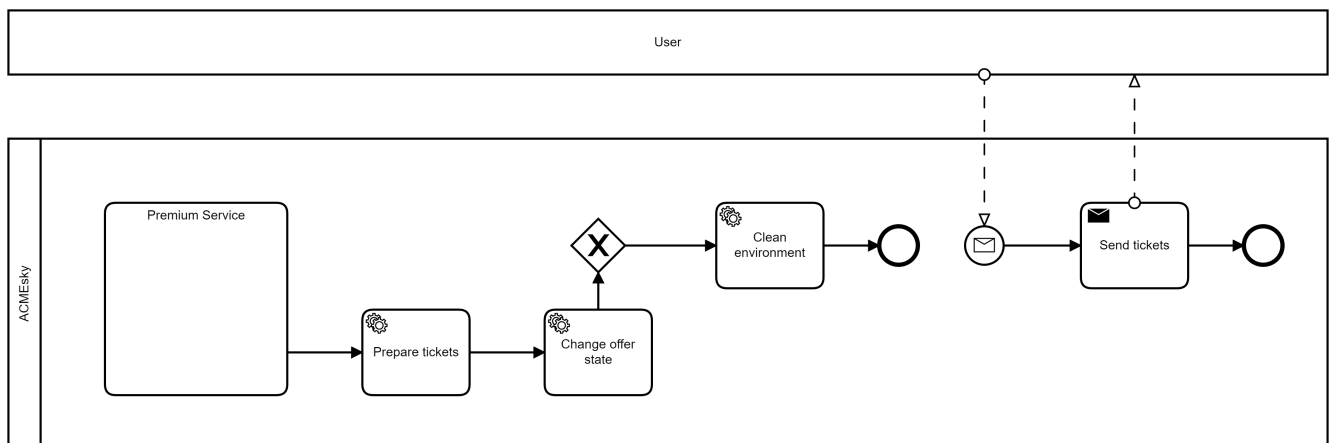 User
ACMEsky
Premium Service
Prepare tickets
Change offer
state
Clean
environment
Send tickets